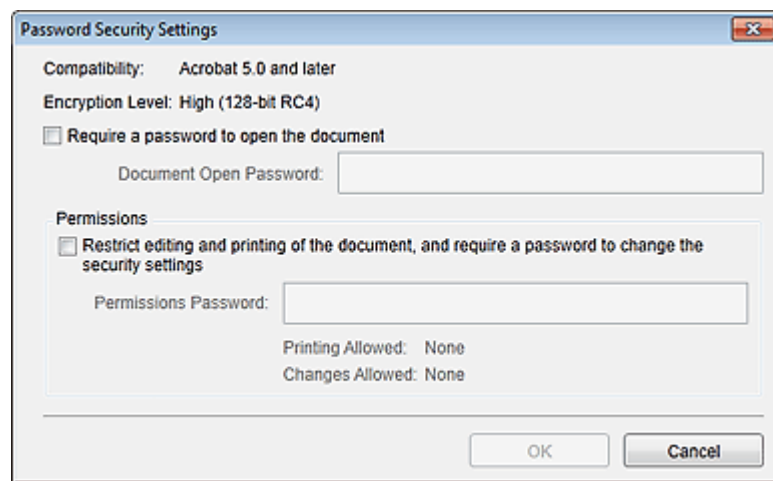 Password Security Settings
Compatibility: Acrobat 5.0 and later
Encryption Level: High (128-bit RC4)
Require a password to open the document
Document Open Password:
Permissions
Restrict editing and printing of the document, and require a password to change the
security settings
Permissions Password:
Printing Allowed: None
Changes Allowed: None
OK Cancel